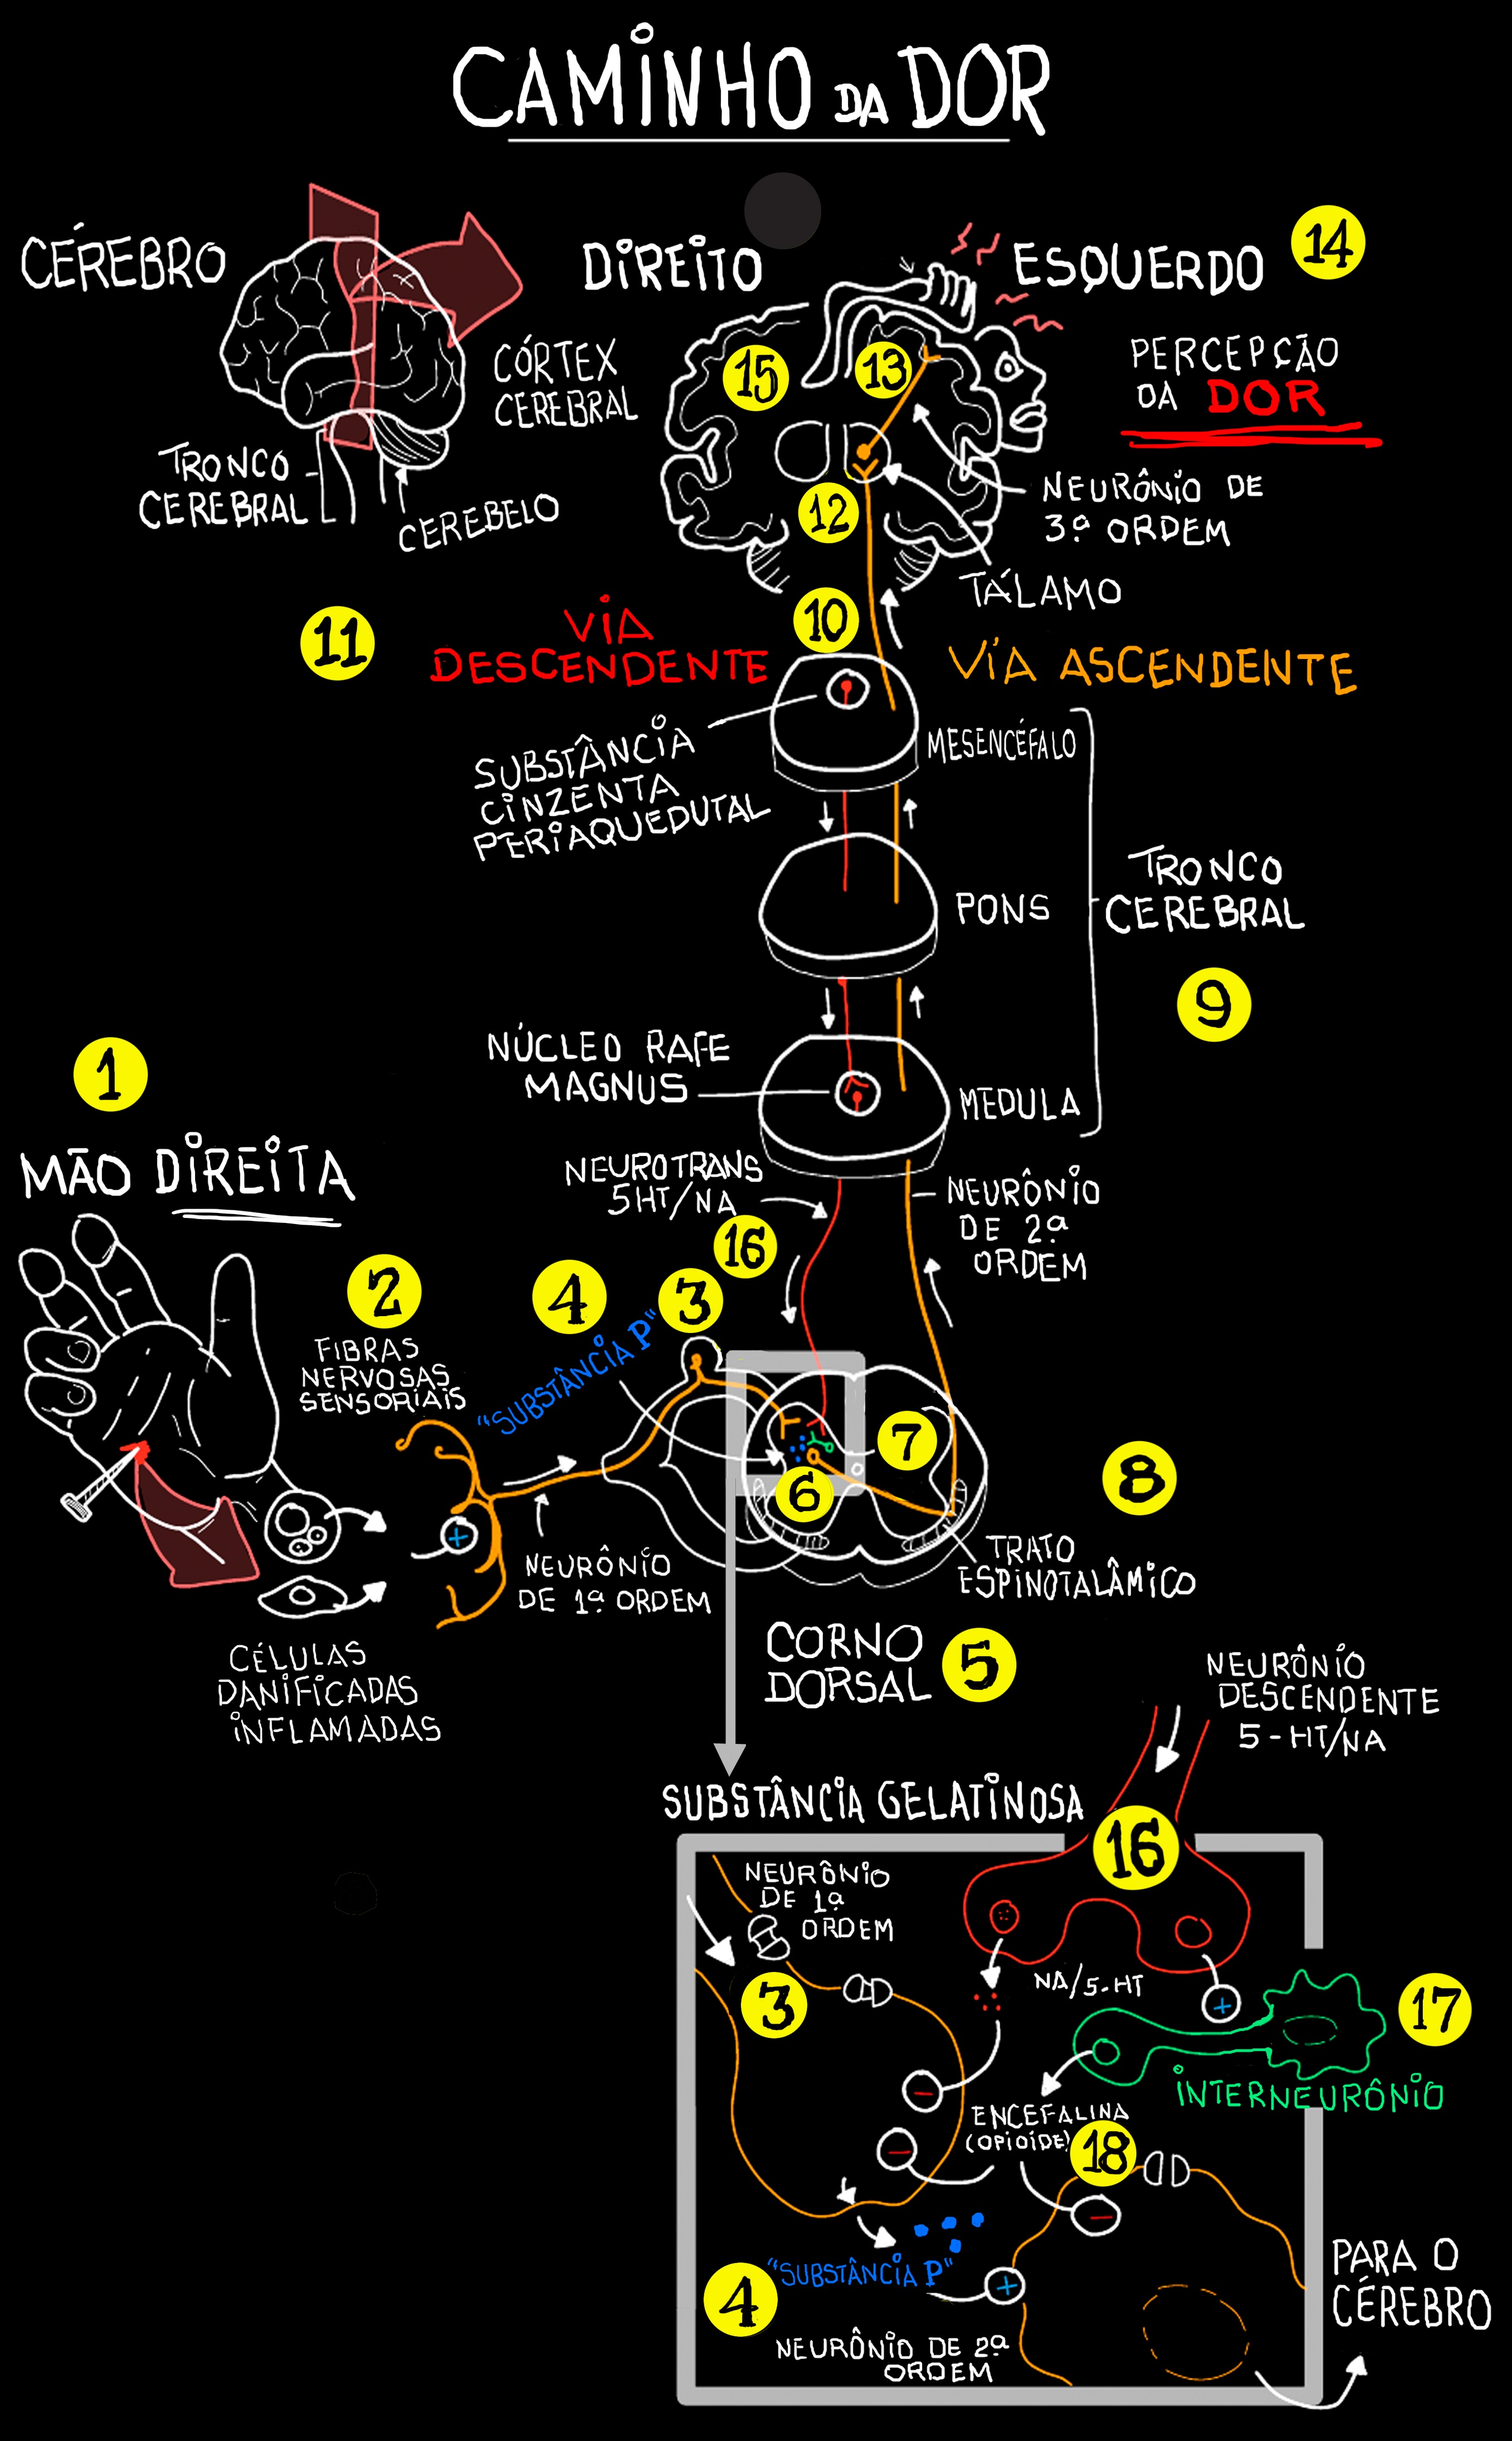 CAMINHO DA DOR
CÉREBRO
CÓRTEX
CEREBRAL
TRONCO
CEREBRAL
CEREBELO
DIREITO
ESQUERDO
14
PERCEPÇÃO
DA DOR
15
13
12
NEURÔNIO DE
3ª ORDEM
TÁLAMO
11
VIA
DESCENDENTE
10
VÍA ASCENDENTE
SUBSTÂNCIA
CINZENTA
PERIAQUEDUTAL
MESENCÉFALO
PONS
TRONCO
CEREBRAL
9
NÚCLEO RAFE
MAGNUS
MEDULA
1
MÃO DIREITA
NEUROTRANS
5HT/NA
16
NEURÔNIO
DE 2ª
ORDEM
2
FIBRAS
NERVOSAS
SENSORIAIS
4
"SUBSTÂNCIA P"
3
7
6
8
+
NEURÔNIO
DE 1ª ORDEM
TRATO
ESPINOTALÂMICO
CÉLULAS
DANIFICADAS
INFLAMADAS
CORNO
DORSAL
5
NEURÔNIO
DESCENDENTE
5-HT/NA
SUBSTÂNCIA GELATINOSA
16
NEURÔNIO
DE 1ª
ORDEM
3
NA/5-HT
+
17
INTERNEURÔNIO
-
ENCEFALINA
(OPIOÍDE)
18
-
-
4
"SUBSTÂNCIA P"
+
NEURÔNIO DE 2ª
ORDEM
PARA O
CÉREBRO